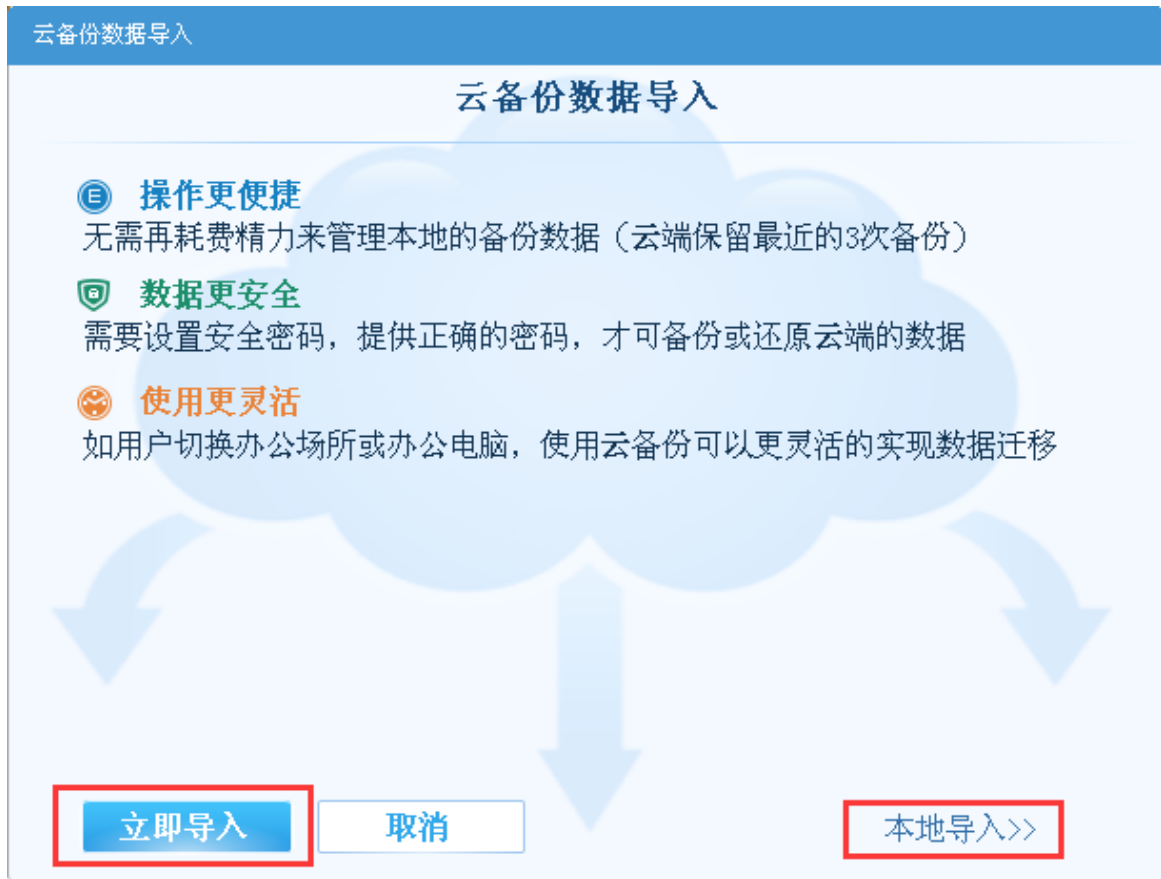 云备份数据导入
云备份数据导入
操作更便捷
无需再耗费精力来管理本地的备份数据（云端保留最近的3次备份）
数据更安全
需要设置安全密码，提供正确的密码，才可备份或还原云端的数据
使用更灵活
如用户切换办公场所或办公电脑，使用云备份可以更灵活的实现数据迁移
立即导入 取消 本地导入>>